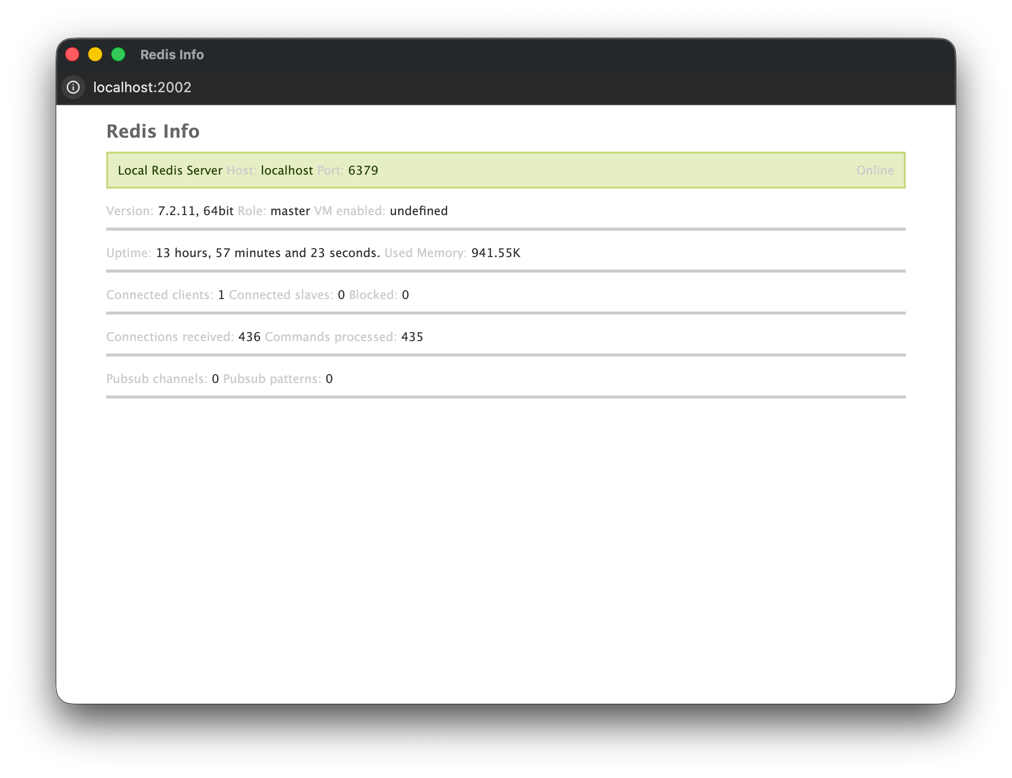 Redis Info
localhost:2002
Redis Info
Local Redis Server Host: localhost Port: 6379 Online
Version: 7.2.11, 64bit Role: master VM enabled: undefined
Uptime: 13 hours, 57 minutes and 23 seconds. Used Memory: 941.55K
Connected clients: 1 Connected slaves: 0 Blocked: 0
Connections received: 436 Commands processed: 435
Pubsub channels: 0 Pubsub patterns: 0